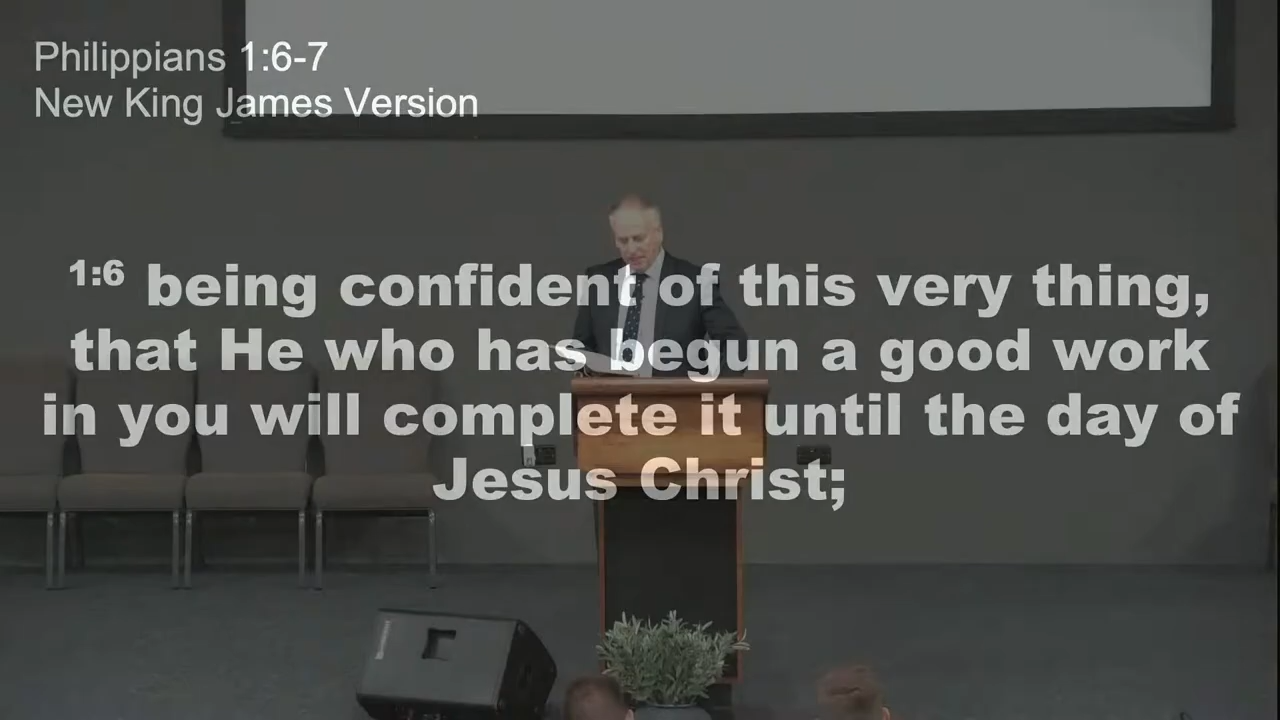 Philippians 1:6-7
New King James Version
1:6 being confident of this very thing,
that He who has begun a good work
in you will complete it until the day of
Jesus Christ;